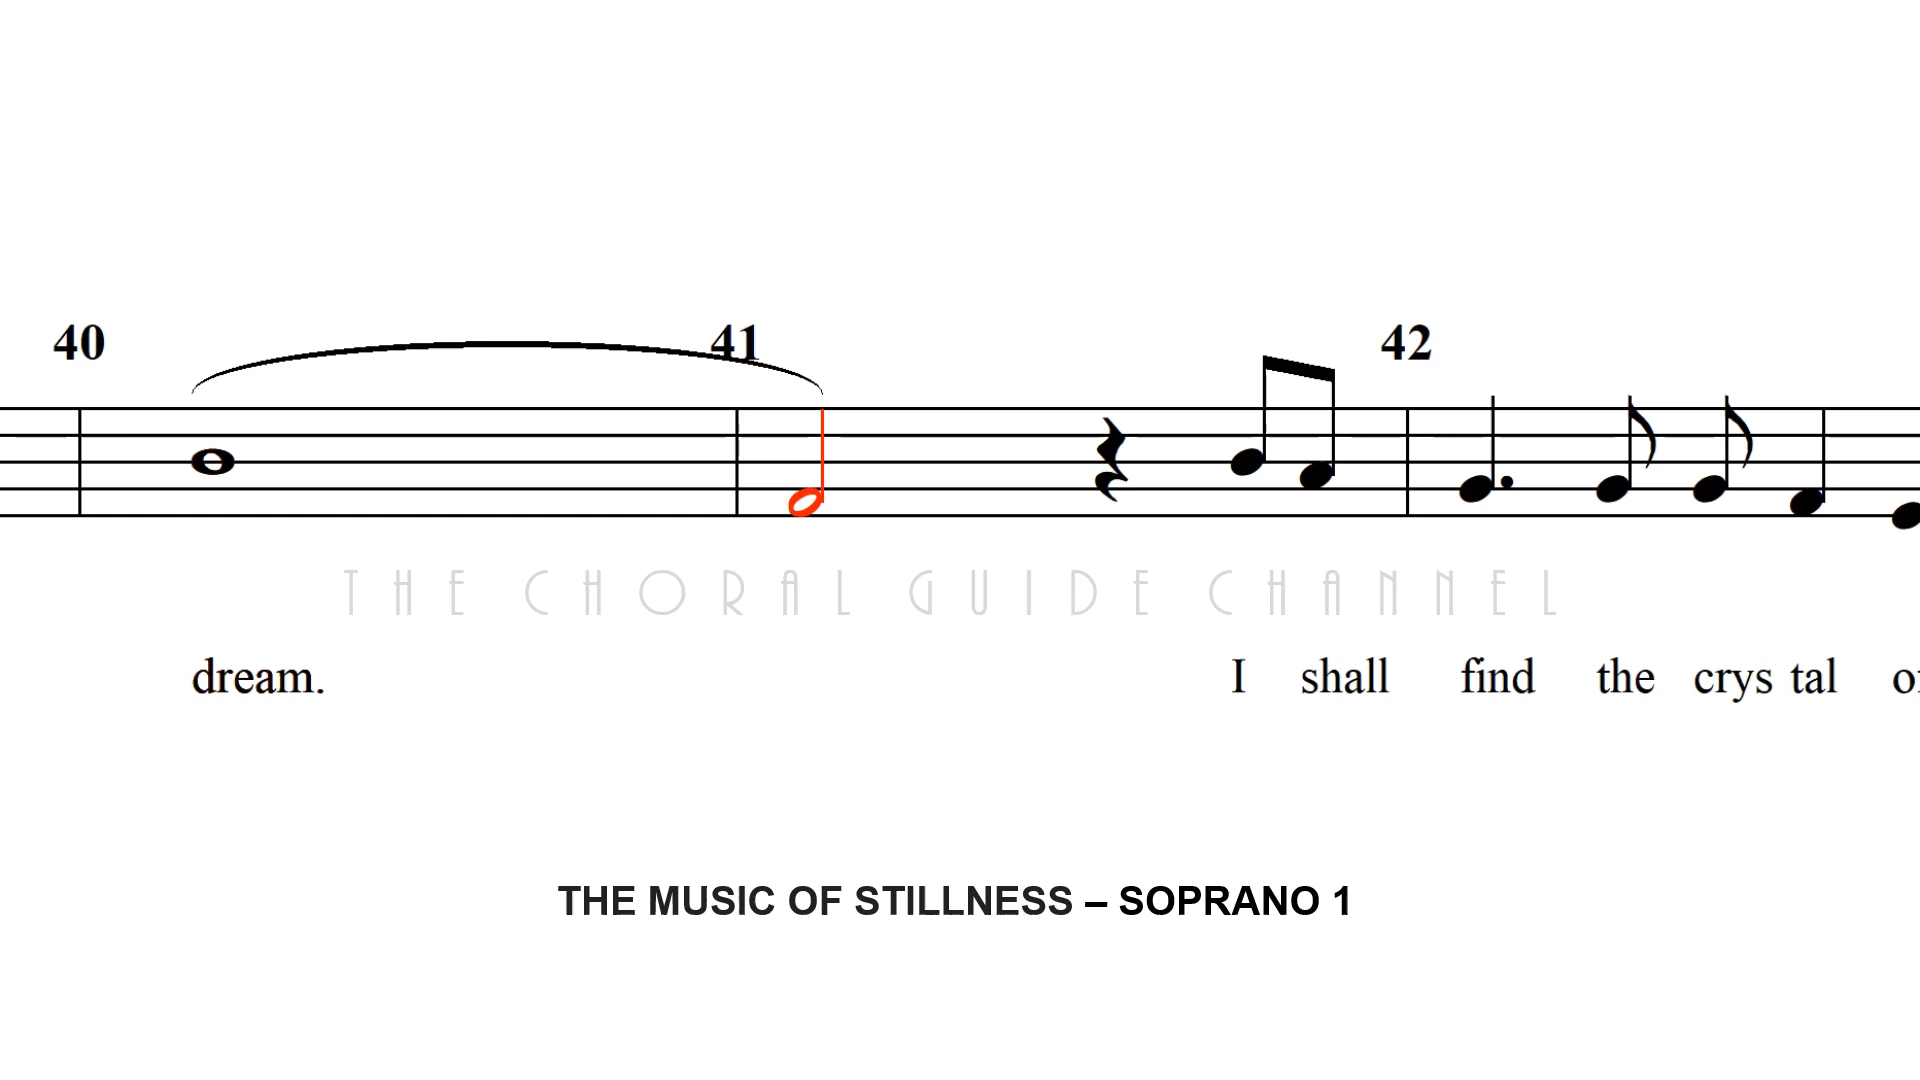 40 41 42
THE CHORAL GUIDE CHANNEL
dream. I shall find the crys tal
THE MUSIC OF STILLNESS – SOPRANO 1